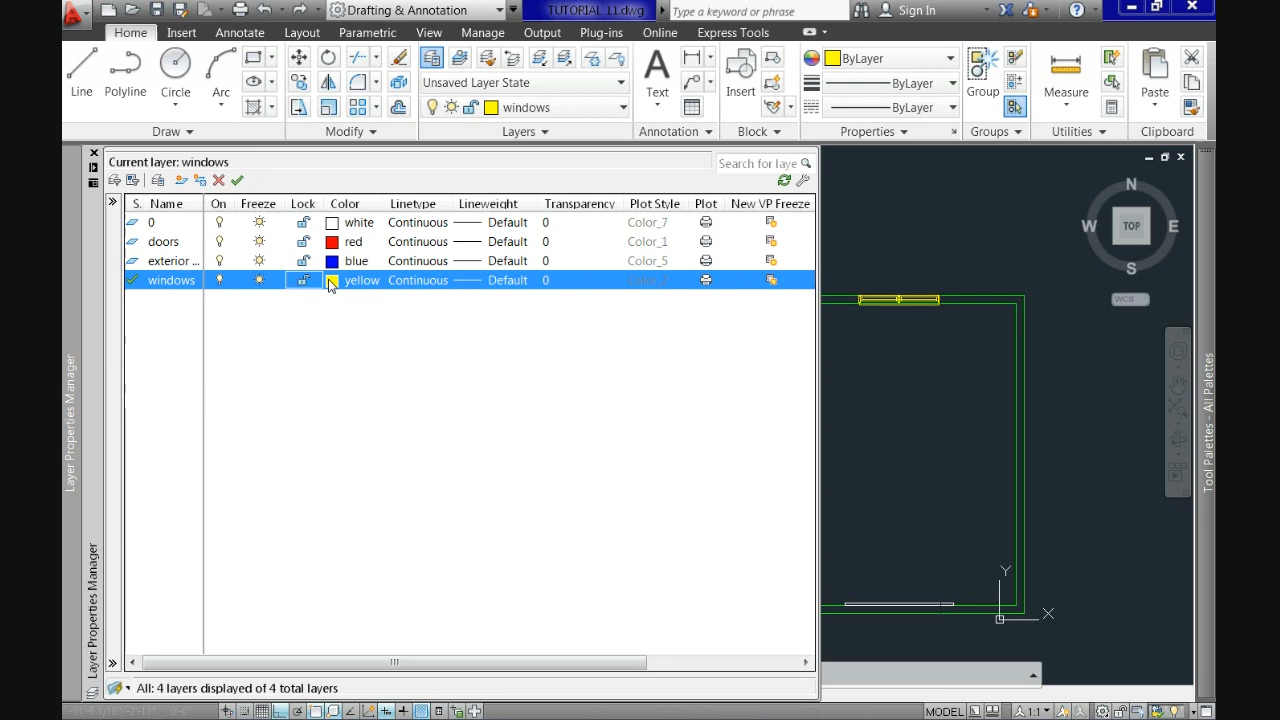 Drafting & Annotation
TUTORIAL 11.dwg
Type a keyword or phrase
Sign In
Home Insert Annotate Layout Parametric View Manage Output Plug-ins Online Express Tools
Line Polyline Circle Arc
Unsaved Layer State
windows
Text
Insert
ByLayer
ByLayer
ByLayer
Group
Measure
Paste
Draw Modify Layers Annotation Block Properties Groups Utilities Clipboard
Current layer: windows
Search for laye
S. Name On Freeze Lock Color Linetype Lineweight Transparency Plot Style Plot New VP Freeze
0 white Continuous Default 0 Color_7
doors red Continuous Default 0 Color_1
exterior ... blue Continuous Default 0 Color_5
windows yellow Continuous Default 0
All: 4 layers displayed of 4 total layers
Layer Properties Manager
Layer Properties Manager
N
W TOP E
S
WCS
Y
X
Tool Palettes - All Palettes
MODEL
1:1